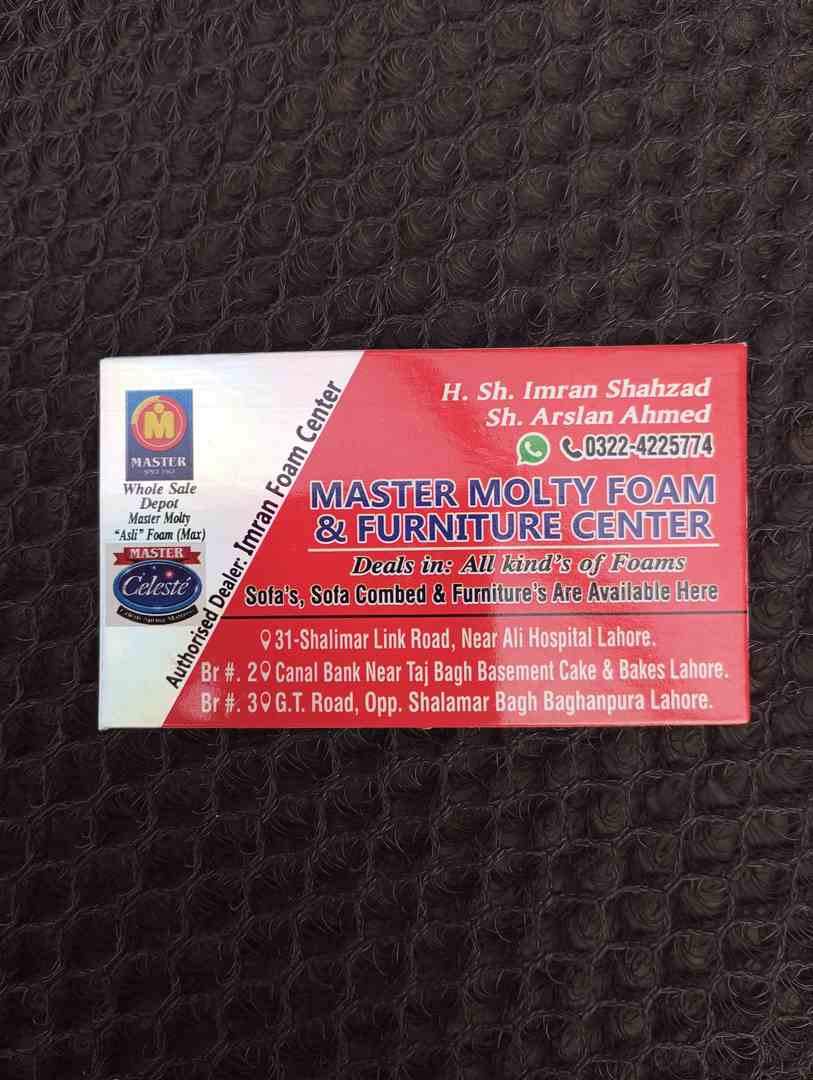 M
MASTER
SINCE 1963
Whole Sale
Depot
Master Molty
“Asli” Foam (Max)
MASTER
Celesté
Authorised Dealer: Imran Foam Center
H. Sh. Imran Shahzad
Sh. Arslan Ahmed
0322-4225774
MASTER MOLTY FOAM
& FURNITURE CENTER
Deals in: All kind's of Foams
Sofa's, Sofa Combed & Furniture's Are Available Here
31-Shalimar Link Road, Near Ali Hospital Lahore.
Br #. 2 Canal Bank Near Taj Bagh Basement Cake & Bakes Lahore.
Br #. 3 G.T. Road, Opp. Shalamar Bagh Baghanpura Lahore.